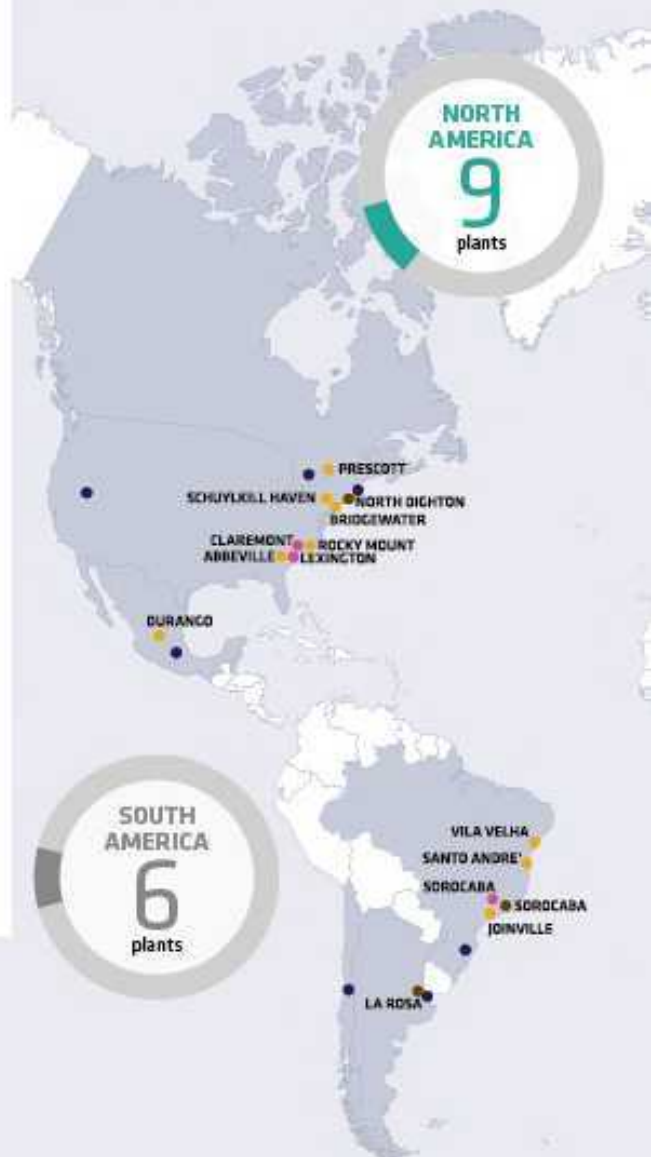 NORTH
AMERICA
9
plants
PRESCOTT
SCHUYLKILL HAVEN
NORTH DIGHTON
BRIDGEWATER
CLAREMONT
ROCKY MOUNT
ABBEVILLE
LEXINGTON
DURANGO
SOUTH
AMERICA
6
plants
VILA VELHA
SANTO ANDRE'
SOROCABA
SOROCABA
JOINVILLE
LA ROSA